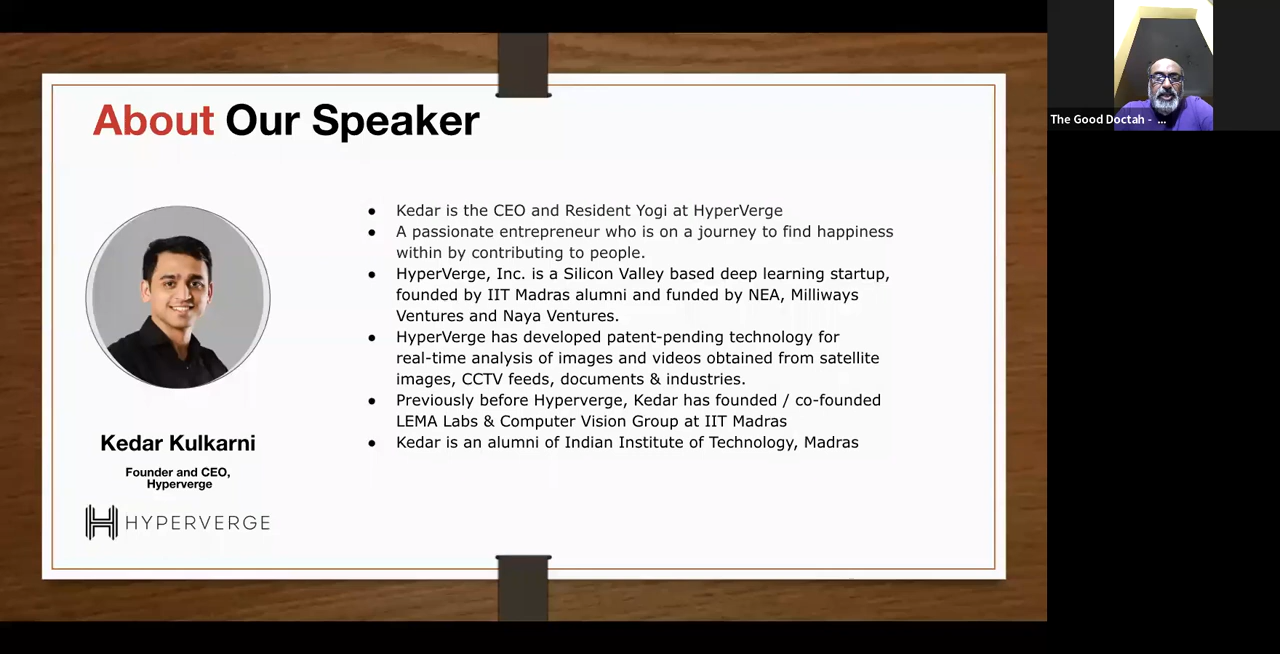 About Our Speaker
● Kedar is the CEO and Resident Yogi at HyperVerge
● A passionate entrepreneur who is on a journey to find happiness
within by contributing to people.
● HyperVerge, Inc. is a Silicon Valley based deep learning startup,
founded by IIT Madras alumni and funded by NEA, Milliways
Ventures and Naya Ventures.
● HyperVerge has developed patent-pending technology for
real-time analysis of images and videos obtained from satellite
images, CCTV feeds, documents & industries.
● Previously before Hyperverge, Kedar has founded / co-founded
LEMA Labs & Computer Vision Group at IIT Madras
● Kedar is an alumni of Indian Institute of Technology, Madras
Kedar Kulkarni
Founder and CEO,
Hyperverge
HYPERVERGE
The Good Doctah - ...